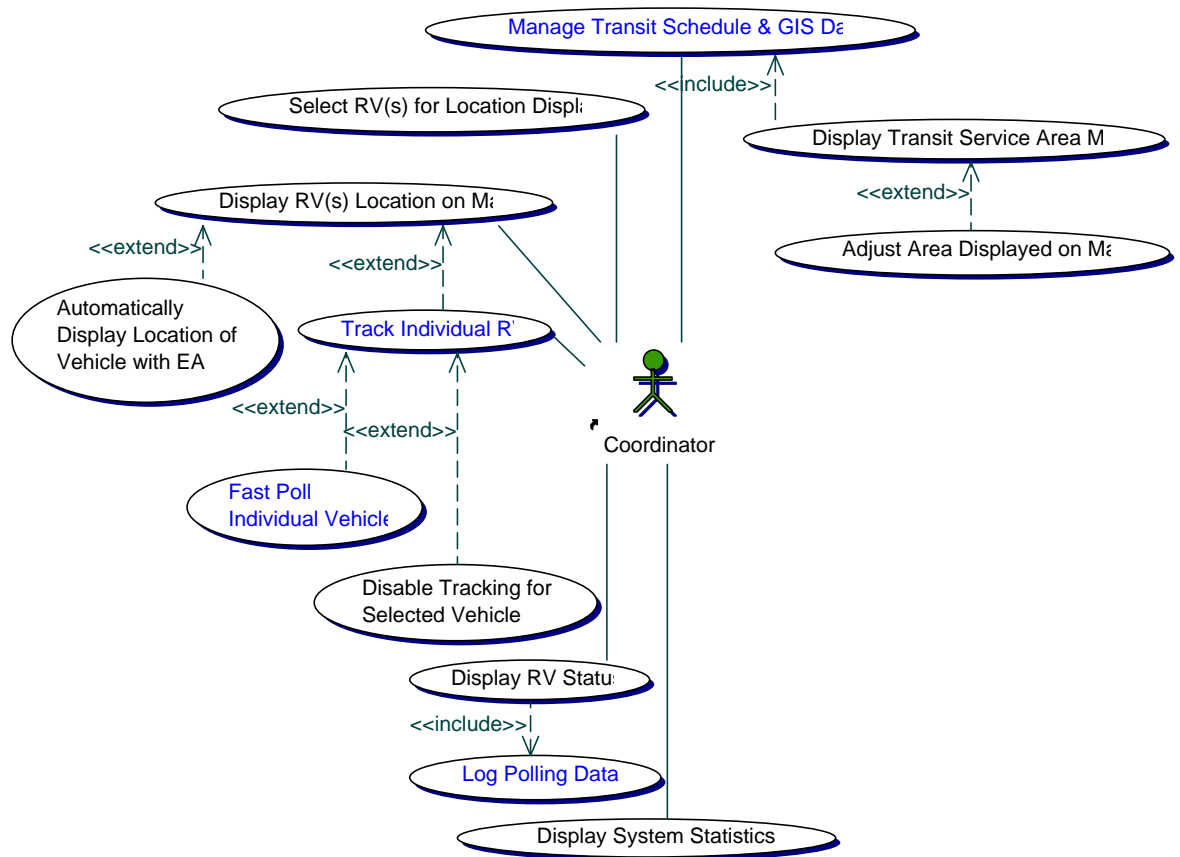 Manage Transit Schedule & GIS Da
<<include>>
Select RV(s) for Location Displa
Display Transit Service Area M
<<extend>>
Display RV(s) Location on Ma
Adjust Area Displayed on Ma
<<extend>>
<<extend>>
Automatically
Display Location of
Vehicle with EA
Track Individual R
<<extend>>
<<extend>>
Coordinator
Fast Poll
Individual Vehicle
Disable Tracking for
Selected Vehicle
Display RV Statu
<<include>>
Log Polling Data
Display System Statistics